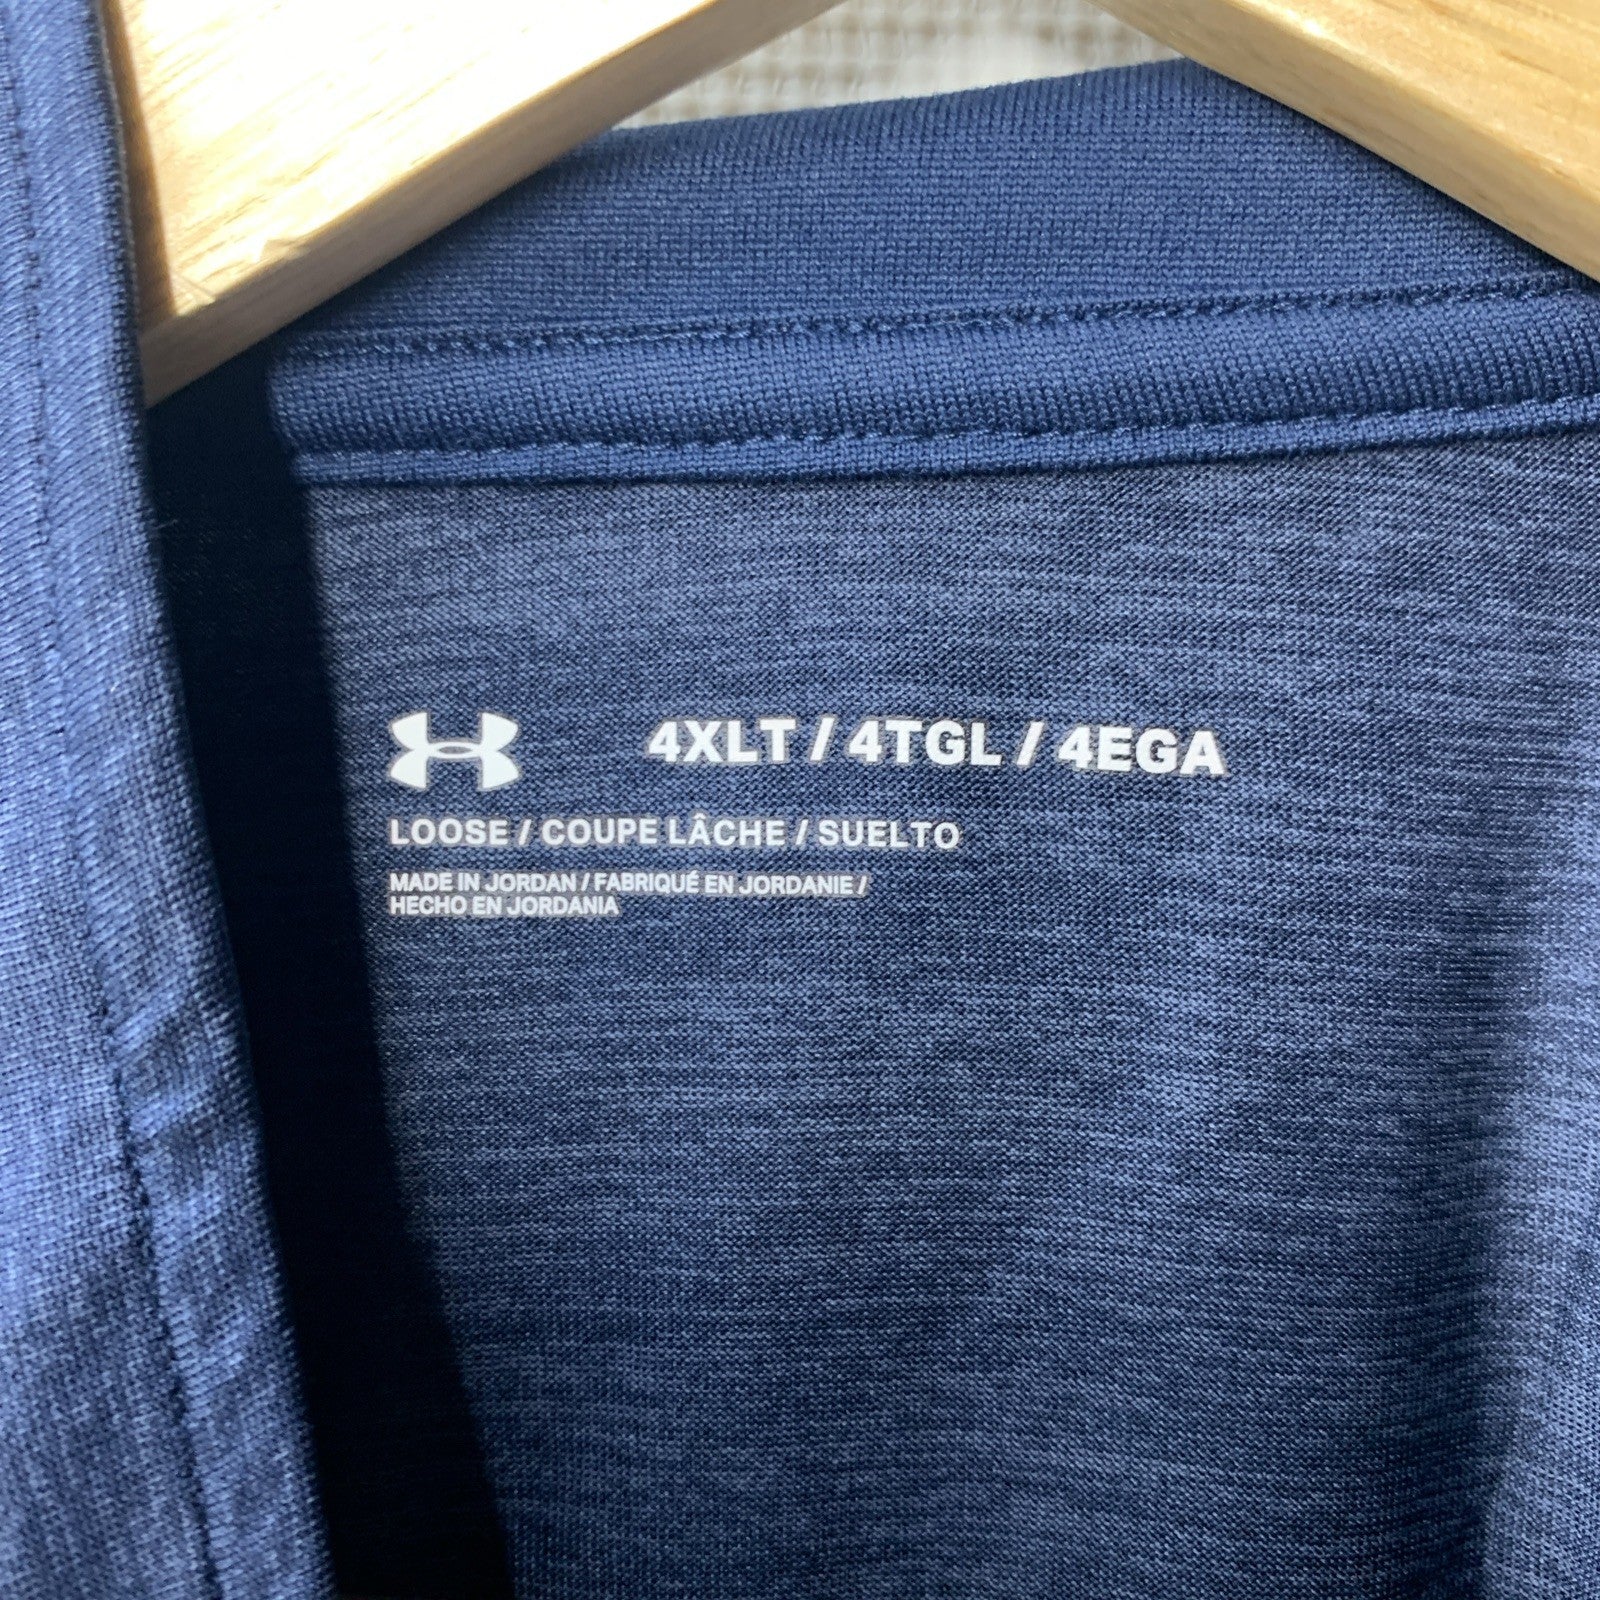 4XLT / 4TGL / 4EGA
LOOSE / COUPE LÂCHE / SUELTO
MADE IN JORDAN / FABRIQUÉ EN JORDANIE /
HECHO EN JORDANIA